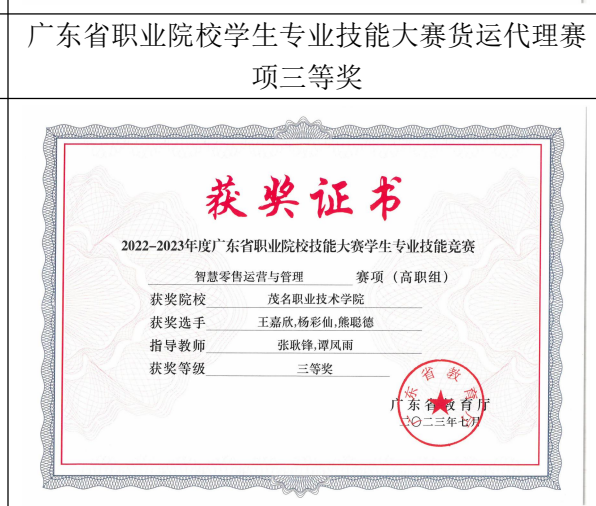 广东省职业院校学生专业技能大赛货运代理赛
项三等奖
获奖证书
2022-2023年度广东省职业院校技能大赛学生专业技能竞赛
智慧零售运营与管理 赛项（高职组）
获奖院校 茂名职业技术学院
获奖选手 王嘉欣,杨彩仙,熊聪德
指导教师 张耿锋,谭凤雨
获奖等级 三等奖
广东省教育厅
二〇二三年七月
广东省教育厅